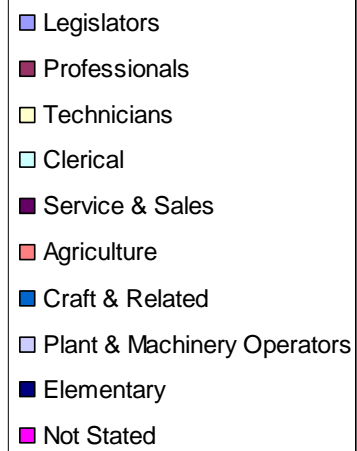 Legislators
Professionals
Technicians
Clerical
Service & Sales
Agriculture
Craft & Related
Plant & Machinery Operators
Elementary
Not Stated